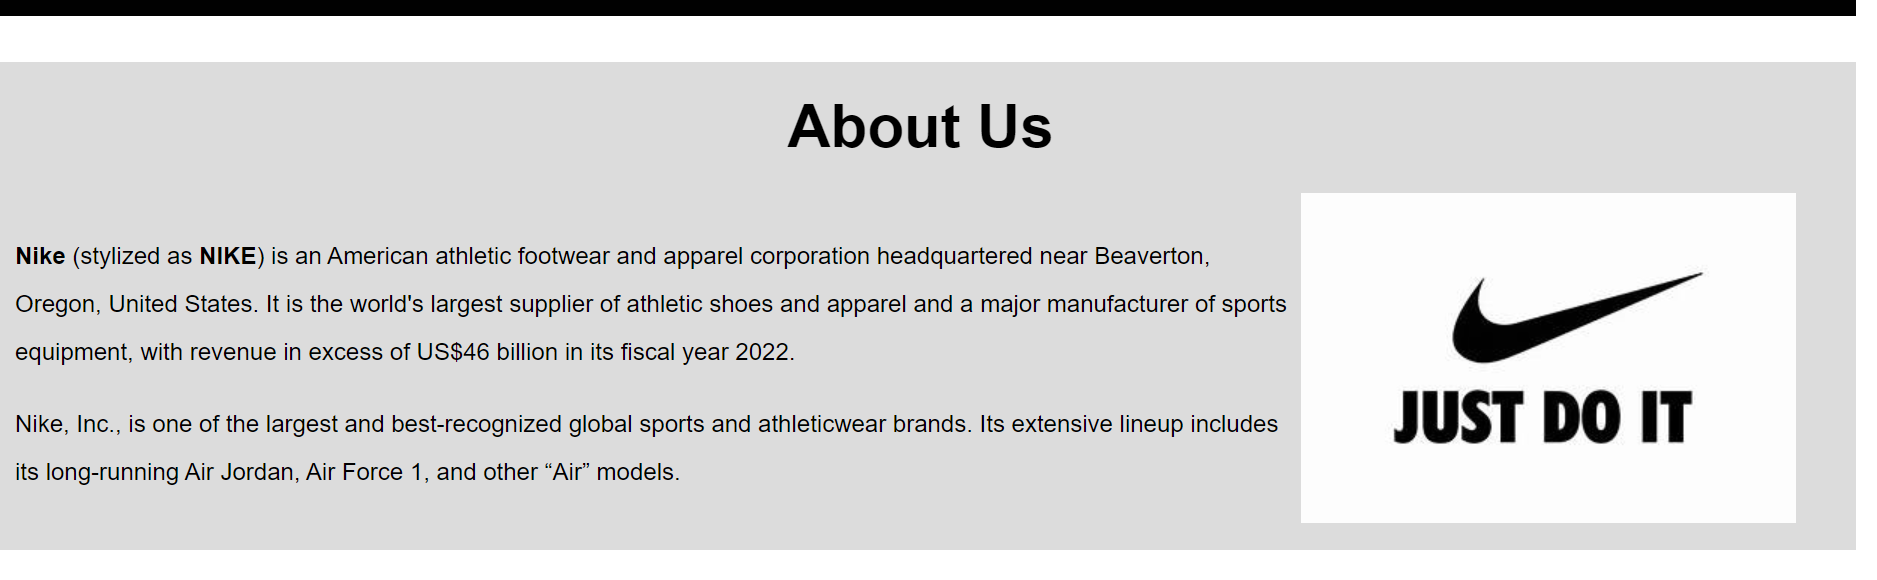 About Us
Nike (stylized as NIKE) is an American athletic footwear and apparel corporation headquartered near Beaverton,
Oregon, United States. It is the world's largest supplier of athletic shoes and apparel and a major manufacturer of sports
equipment, with revenue in excess of US$46 billion in its fiscal year 2022.
Nike, Inc., is one of the largest and best-recognized global sports and athleticwear brands. Its extensive lineup includes
its long-running Air Jordan, Air Force 1, and other “Air” models.
JUST DO IT